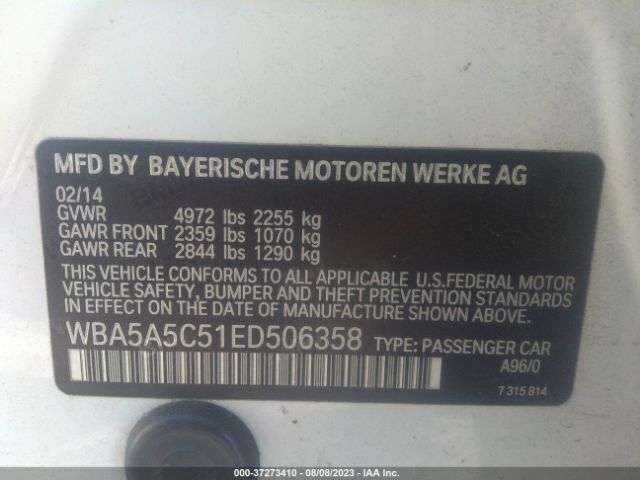 MFD BY BAYERISCHE MOTOREN WERKE AG
02/14
GVWR 4972 lbs 2255 kg
GAWR FRONT 2359 lbs 1070 kg
GAWR REAR 2844 lbs 1290 kg
THIS VEHICLE CONFORMS TO ALL APPLICABLE U.S.FEDERAL MOTOR
VEHICLE SAFETY, BUMPER AND THEFT PREVENTION STANDARDS
IN EFFECT ON THE DATE OF MANUFACTURE SHOWN ABOVE.
WBA5A5C51ED506358 TYPE: PASSENGER CAR
A96/0
7 315 814
000-37273410 - 08/08/2023 - IAA Inc.